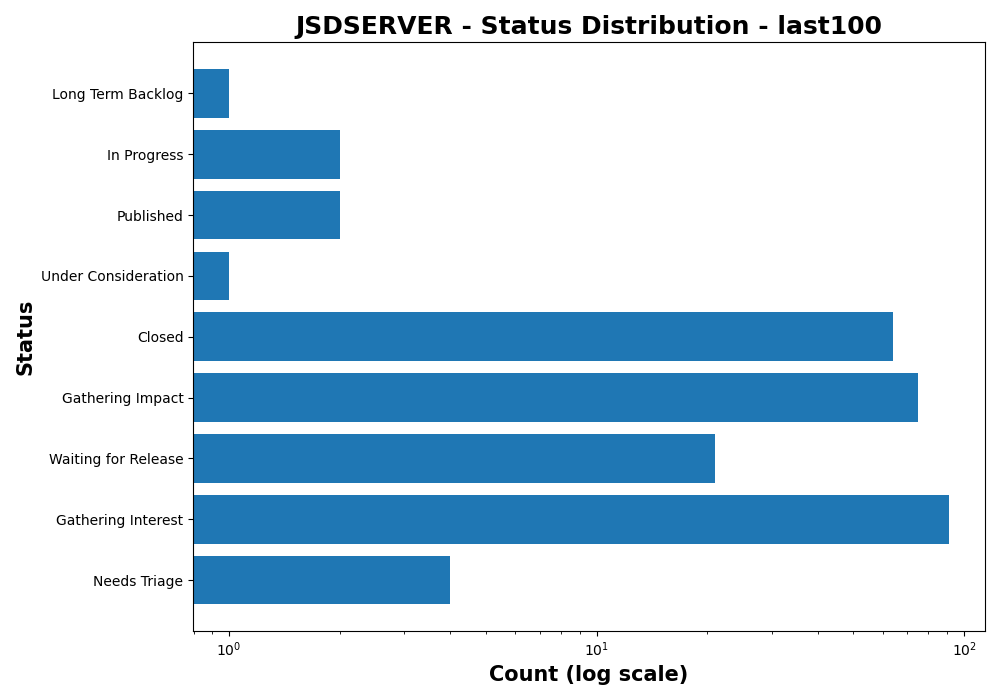 JSDSERVER - Status Distribution - last100
Long Term Backlog
In Progress
Published
Under Consideration
Closed
Gathering Impact
Waiting for Release
Gathering Interest
Needs Triage
Status
10⁰ 10¹ 10²
Count (log scale)